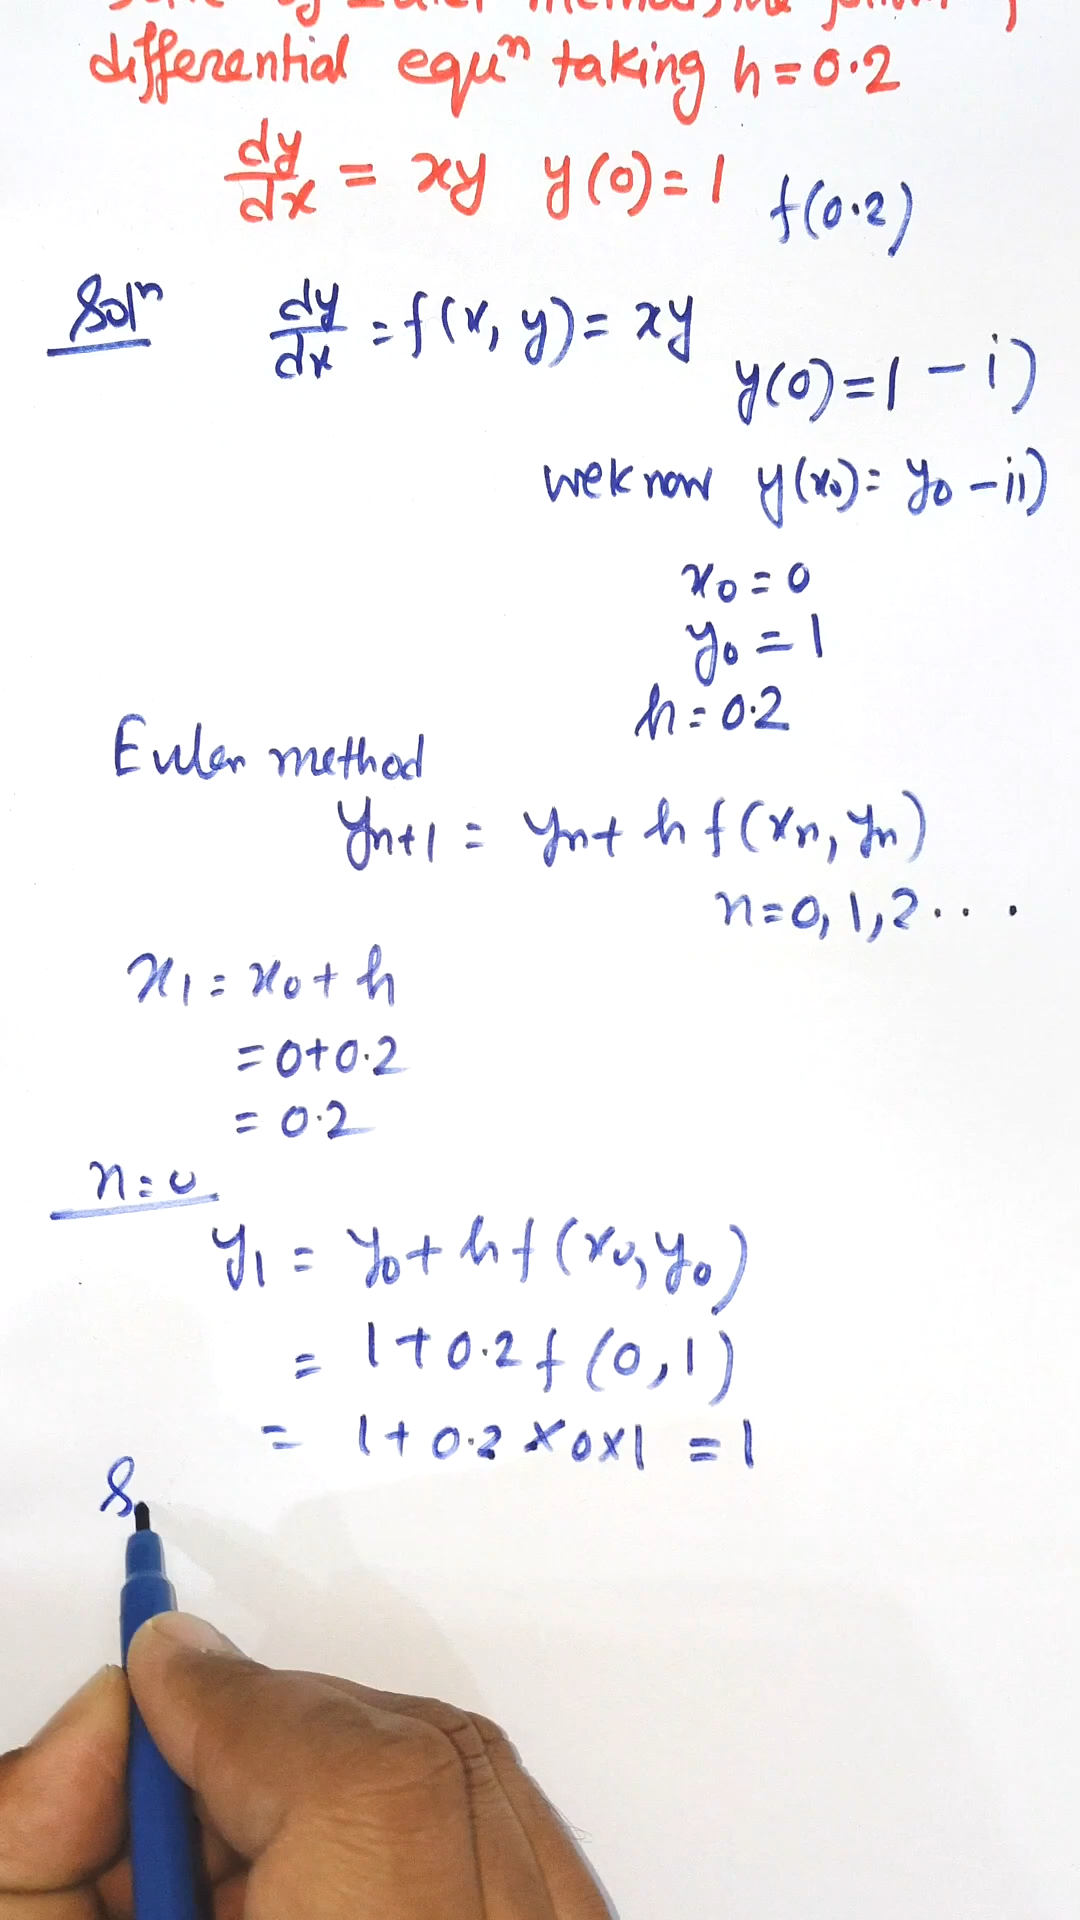 differential equⁿ taking h=0.2
dy/dx = xy y(0)=1
f(0.2)
Solⁿ dy/dx = f(x, y)= xy
y(0)=1 - i)
we know y(x₀)= y₀ - ii)
x₀ = 0
y₀ = 1
h = 0.2
Euler method
yₙ₊₁ = yₙ + h f(xₙ, yₙ)
n=0, 1, 2 . . .
x₁ = x₀ + h
= 0+0.2
= 0.2
n=0
y₁ = y₀ + h f(x₀, y₀)
= 1+0.2 f(0, 1)
= 1+0.2 × 0×1 = 1